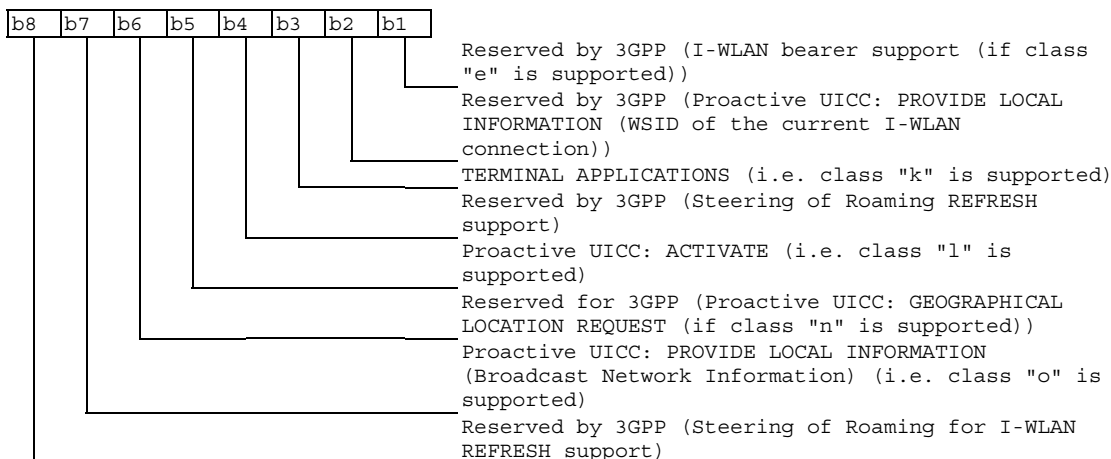 b8 b7 b6 b5 b4 b3 b2 b1
Reserved by 3GPP (I-WLAN bearer support (if class
"e" is supported))
Reserved by 3GPP (Proactive UICC: PROVIDE LOCAL
INFORMATION (WSID of the current I-WLAN
connection))
TERMINAL APPLICATIONS (i.e. class "k" is supported)
Reserved by 3GPP (Steering of Roaming REFRESH
support)
Proactive UICC: ACTIVATE (i.e. class "l" is
supported)
Reserved for 3GPP (Proactive UICC: GEOGRAPHICAL
LOCATION REQUEST (if class "n" is supported))
Proactive UICC: PROVIDE LOCAL INFORMATION
(Broadcast Network Information) (i.e. class "o" is
supported)
Reserved by 3GPP (Steering of Roaming for I-WLAN
REFRESH support)